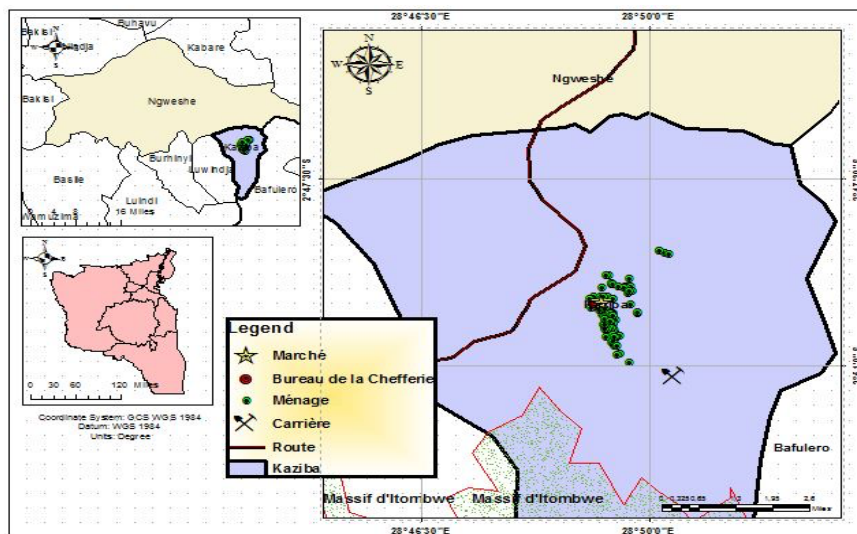 Buhavu
Bakisi
N
W
S
Kabare
Bakisi
Ngweshe
Burhinyi
Luwindja
Basile
Luindi
Bafulero
Wamuzima
16 Miles
N
S
0 30 60 120 Miles
Coordinate System: GCS WGS 1984
Datum: WGS 1984
Units: Degree
28°46'30"E
28°50'0"E
N
W E
S
Ngweshe
2°47'30"S
Legend
Marché
Bureau de la Chefferie
Ménage
Carrière
Route
Kaziba
Bafulero
Massif d'Itombwe
Massif d'Itombwe
Miles
28°46'30"E
28°50'0"E